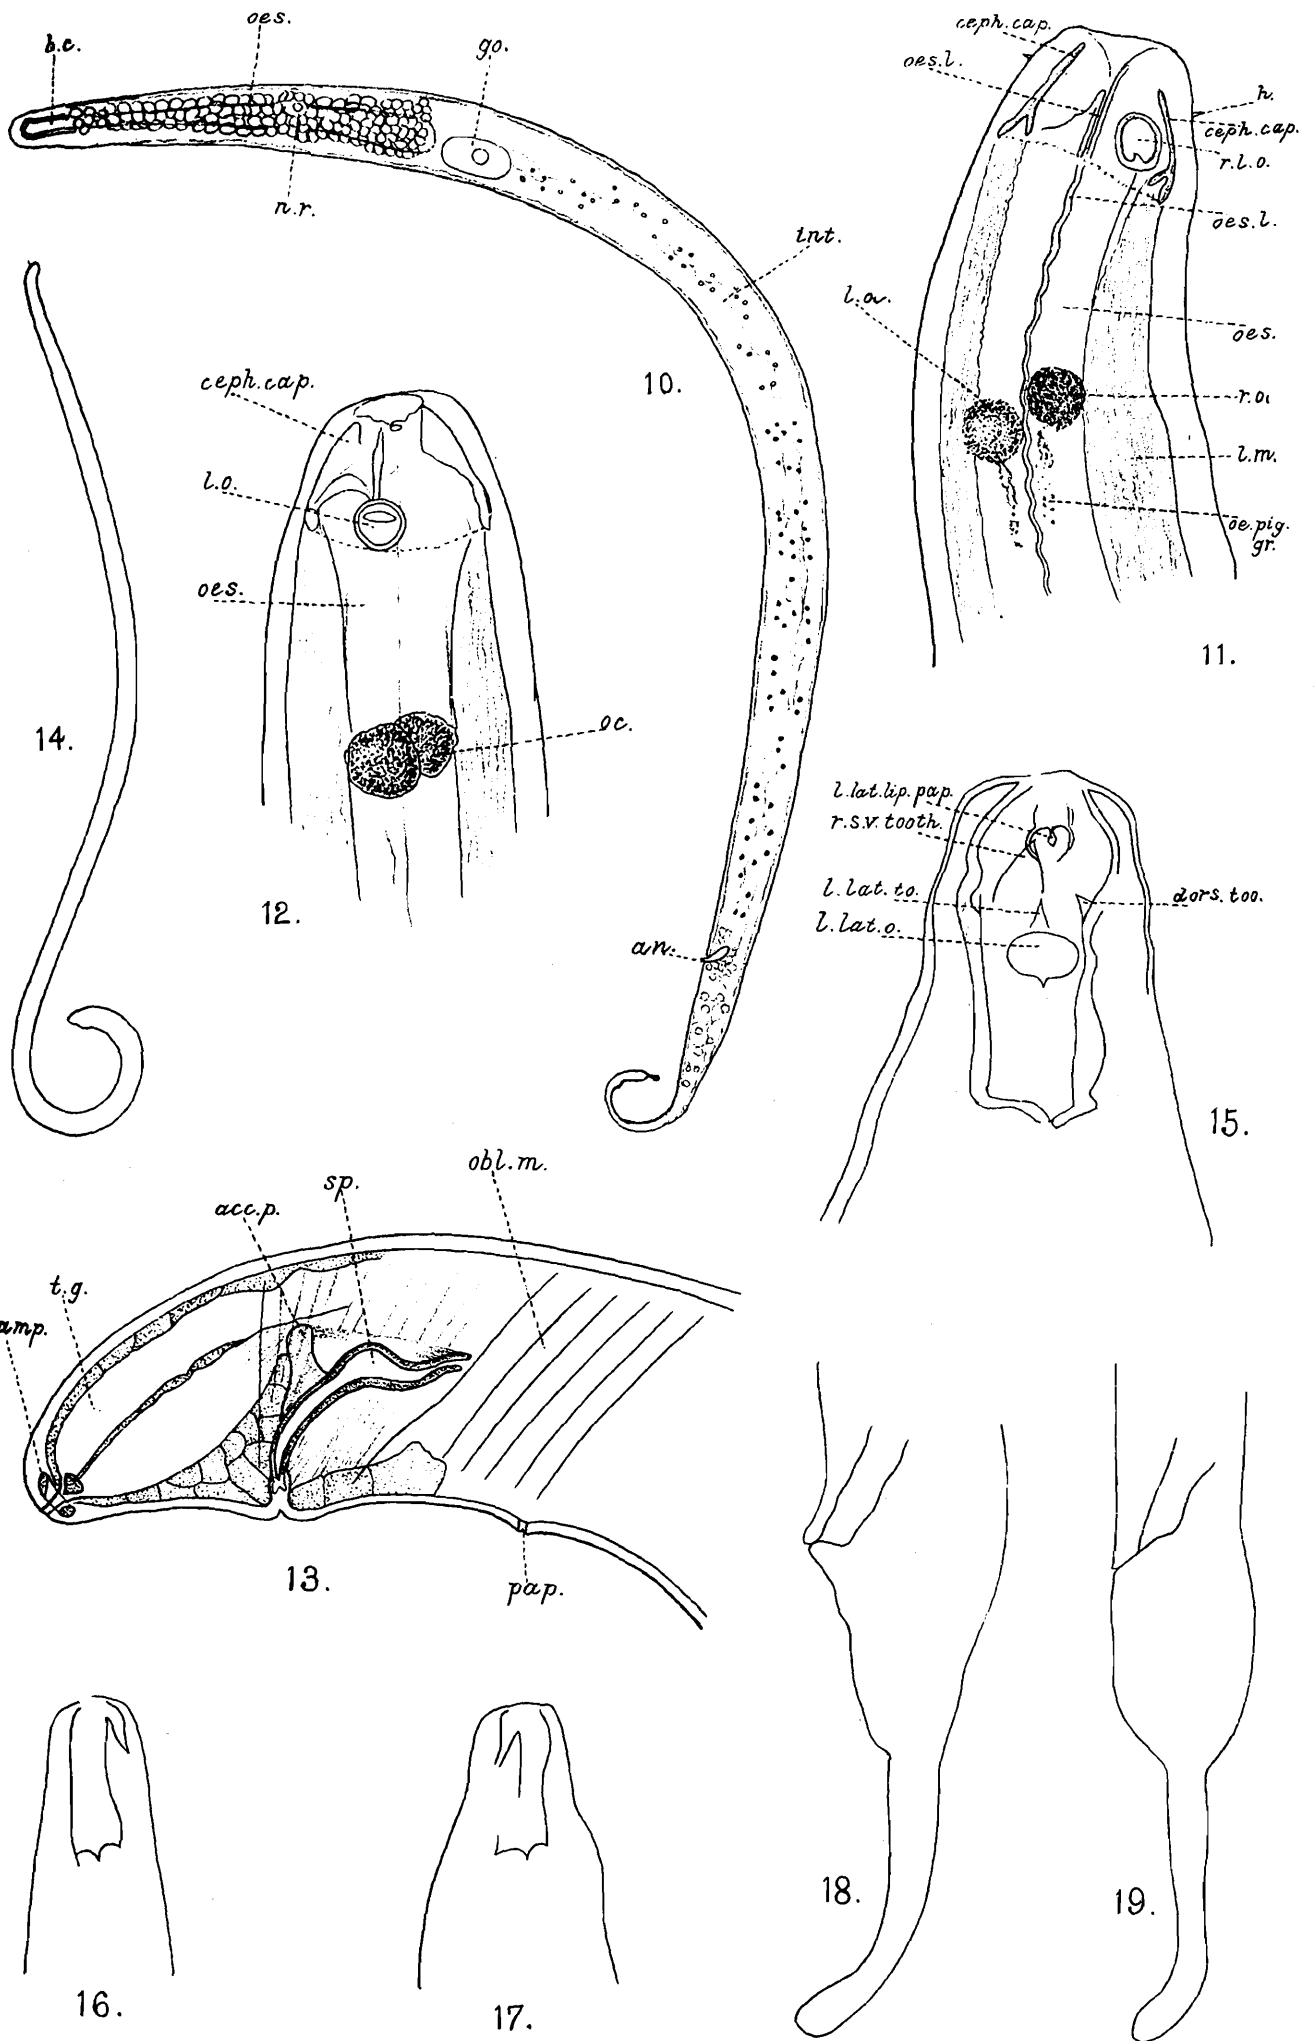 oes.
b.c.
go.
n.r.
int.
10.
an.
ceph.cap.
oes.l.
h.
ceph.cap.
r.l.o.
oes.l.
oes.
r.o.
l.m.
oe.pig.
gr.
11.
ceph.cap.
l.o.
oes.
oc.
12.
14.
l.lat.lip.pap.
r.s.v.tooth.
l.lat.to.
dors.too.
l.lat.o.
15.
obl.m.
sp.
acc.p.
t.g.
amp.
pap.
13.
16.
17.
18.
19.